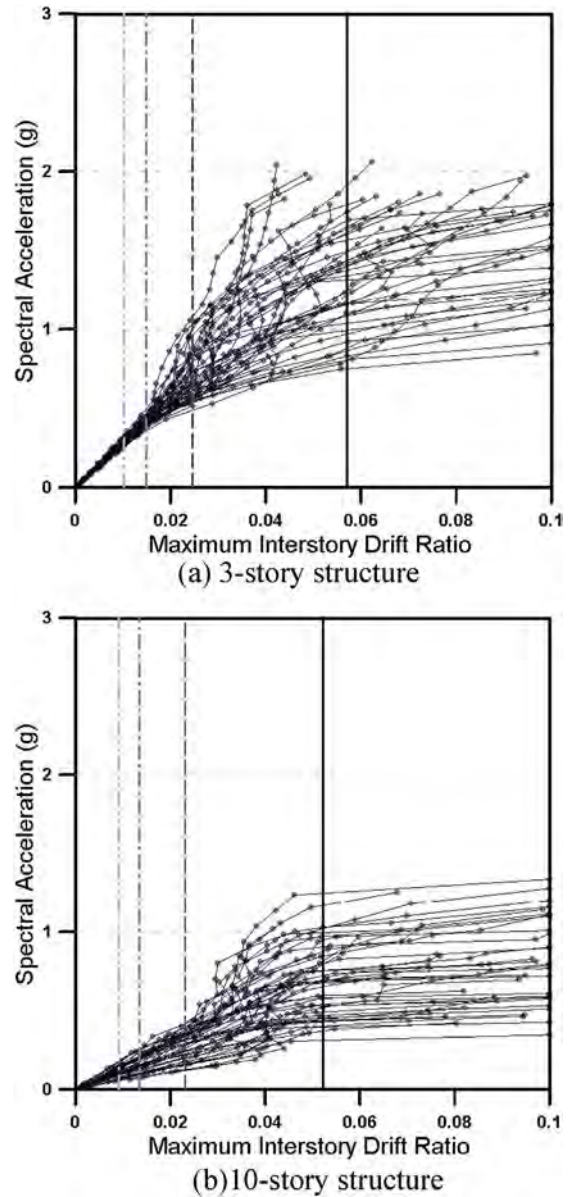 3
2
1
0
Spectral Acceleration (g)
0 0.02 0.04 0.06 0.08 0.1
Maximum Interstory Drift Ratio
(a) 3-story structure
3
2
1
0
Spectral Acceleration (g)
0 0.02 0.04 0.06 0.08 0.1
Maximum Interstory Drift Ratio
(b)10-story structure